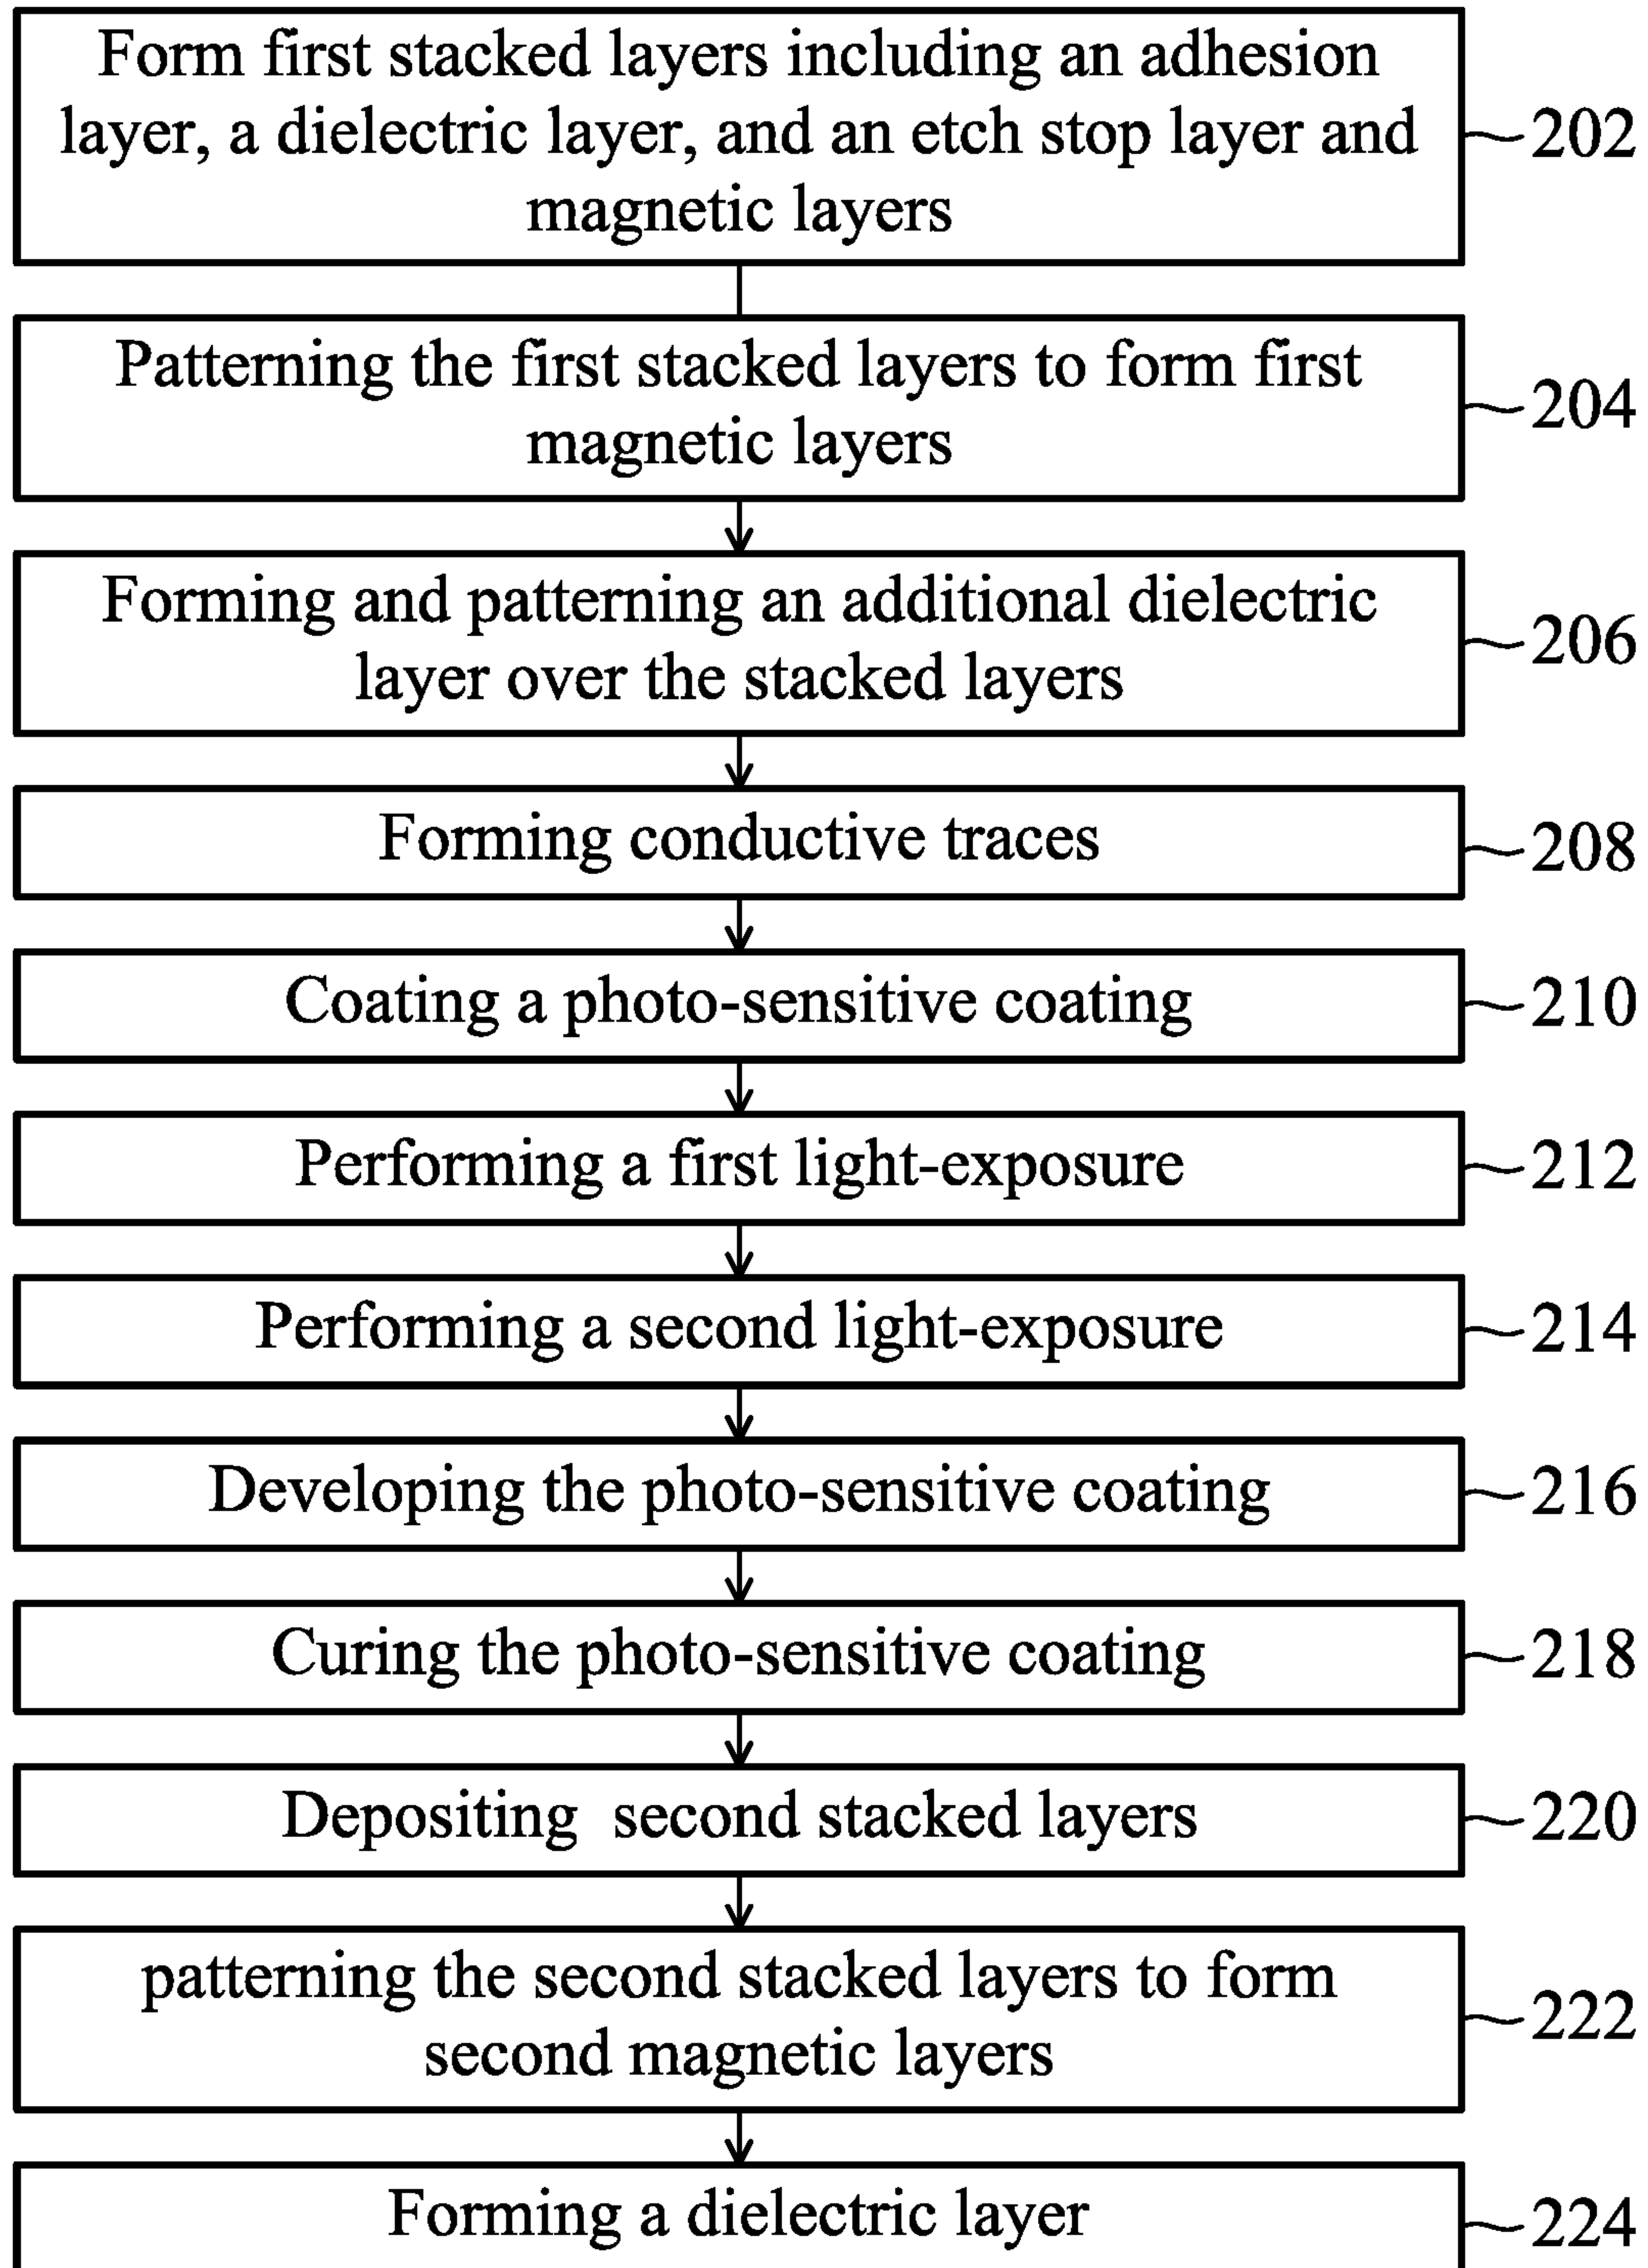 Form first stacked layers including an adhesion
layer, a dielectric layer, and an etch stop layer and
magnetic layers
202
Patterning the first stacked layers to form first
magnetic layers
204
Forming and patterning an additional dielectric
layer over the stacked layers
206
Forming conductive traces
208
Coating a photo-sensitive coating
210
Performing a first light-exposure
212
Performing a second light-exposure
214
Developing the photo-sensitive coating
216
Curing the photo-sensitive coating
218
Depositing  second stacked layers
220
patterning the second stacked layers to form
second magnetic layers
222
Forming a dielectric layer
224